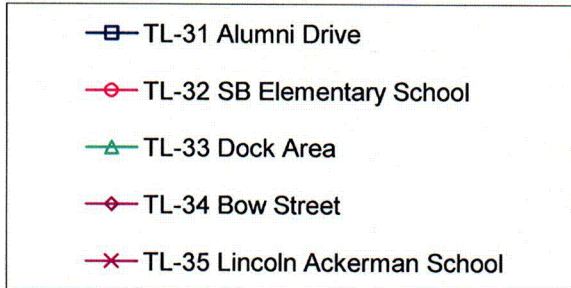 TL-31 Alumni Drive
TL-32 SB Elementary School
TL-33 Dock Area
TL-34 Bow Street
TL-35 Lincoln Ackerman School